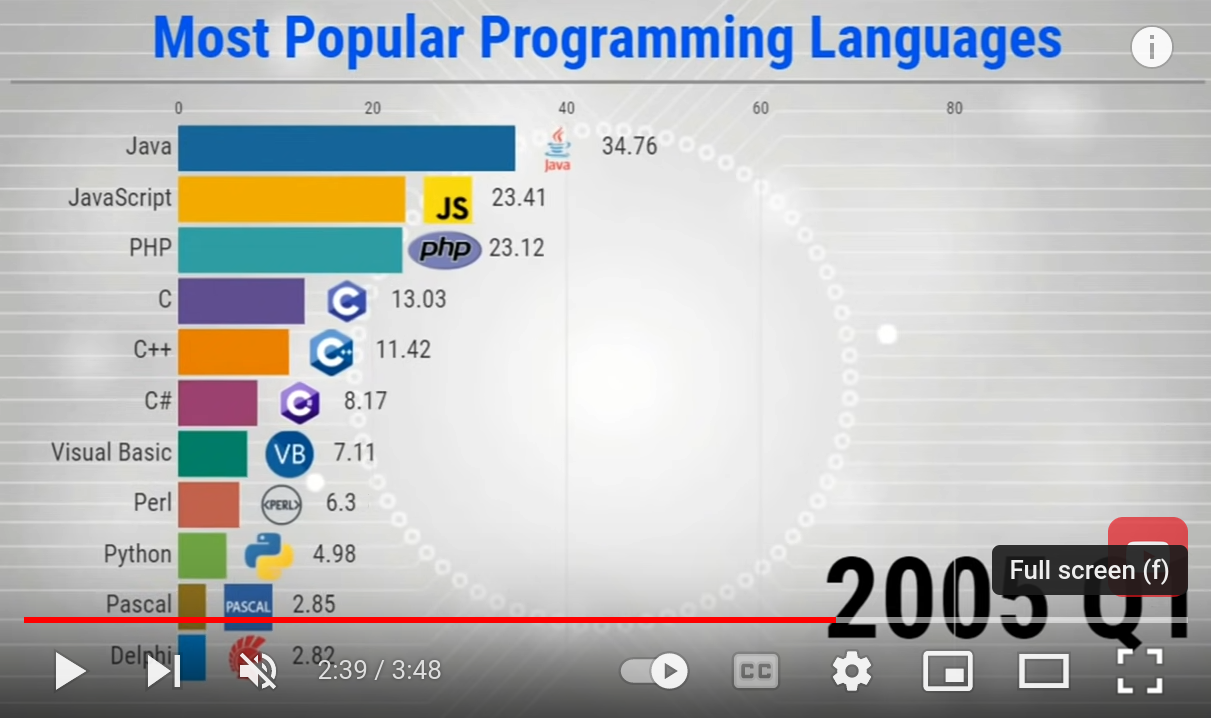 Most Popular Programming Languages
i
0 20 40 60 80
Java Java 34.76
JavaScript JS 23.41
PHP php 23.12
C C 13.03
C++ C++ 11.42
C# C 8.17
Visual Basic VB 7.11
Perl <PERL> 6.3
Python 4.98
Pascal PASCAL 2.85
Delphi 2.82
2005 Q1
Full screen (f)
2:39 / 3:48
CC